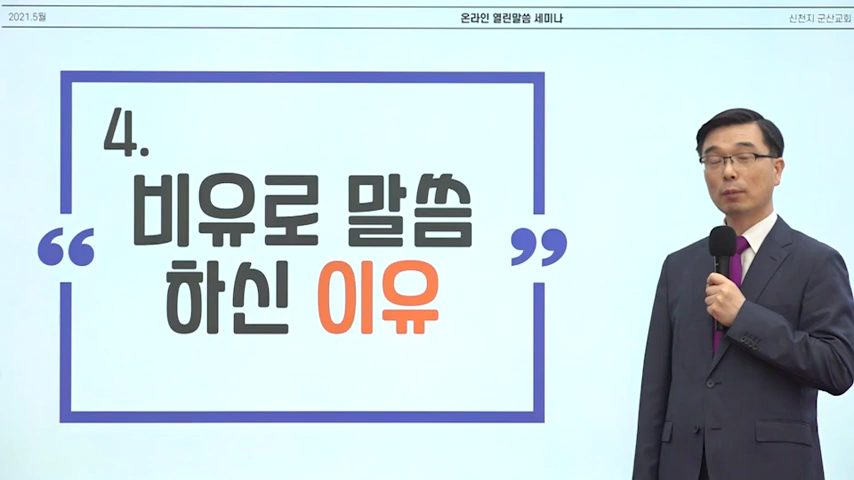 2021.5월
온라인 열린말씀 세미나
신천지 군산교회
4.
비유로 말씀
하신 이유